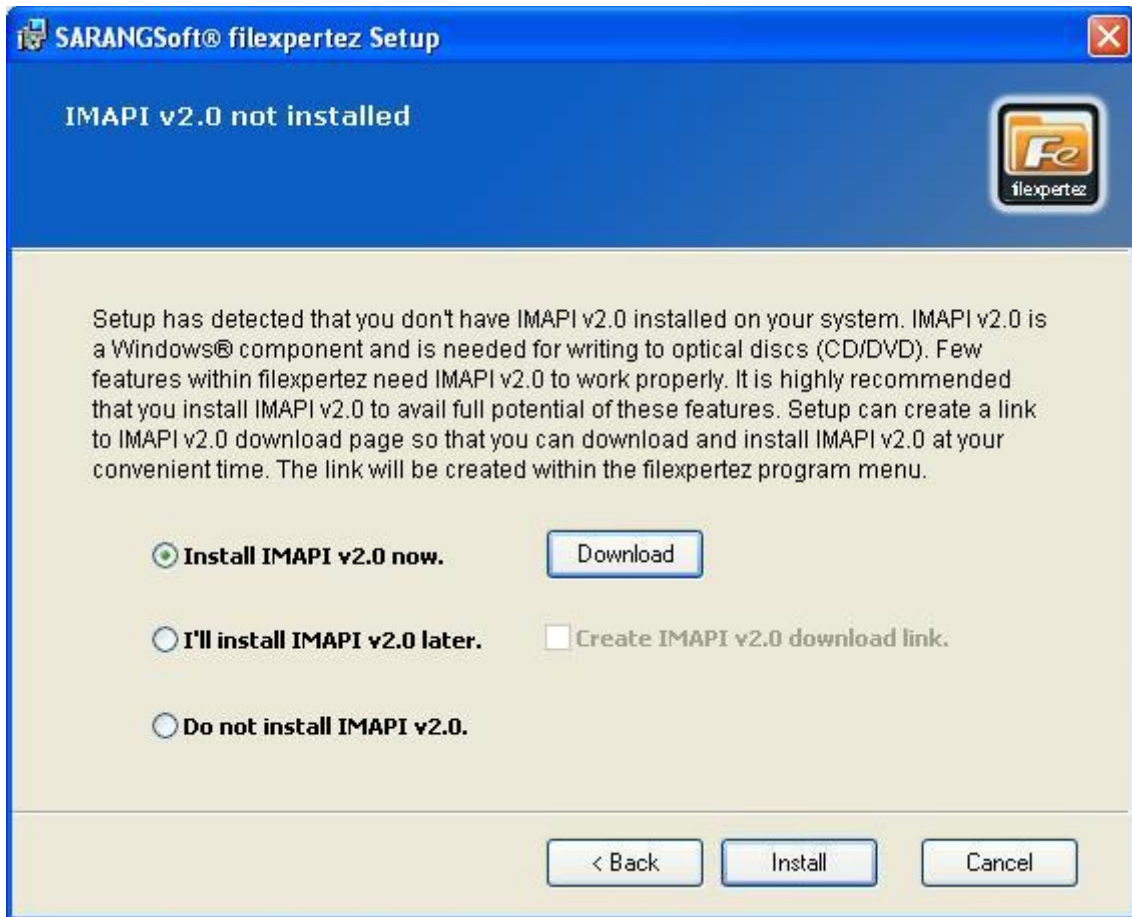 SARANGSoft® filexpertez Setup
IMAPI v2.0 not installed
Fe
filexpertez
Setup has detected that you don't have IMAPI v2.0 installed on your system. IMAPI v2.0 is
a Windows® component and is needed for writing to optical discs (CD/DVD). Few
features within filexpertez need IMAPI v2.0 to work properly. It is highly recommended
that you install IMAPI v2.0 to avail full potential of these features. Setup can create a link
to IMAPI v2.0 download page so that you can download and install IMAPI v2.0 at your
convenient time. The link will be created within the filexpertez program menu.
Install IMAPI v2.0 now. Download
I'll install IMAPI v2.0 later. Create IMAPI v2.0 download link.
Do not install IMAPI v2.0.
< Back Install Cancel